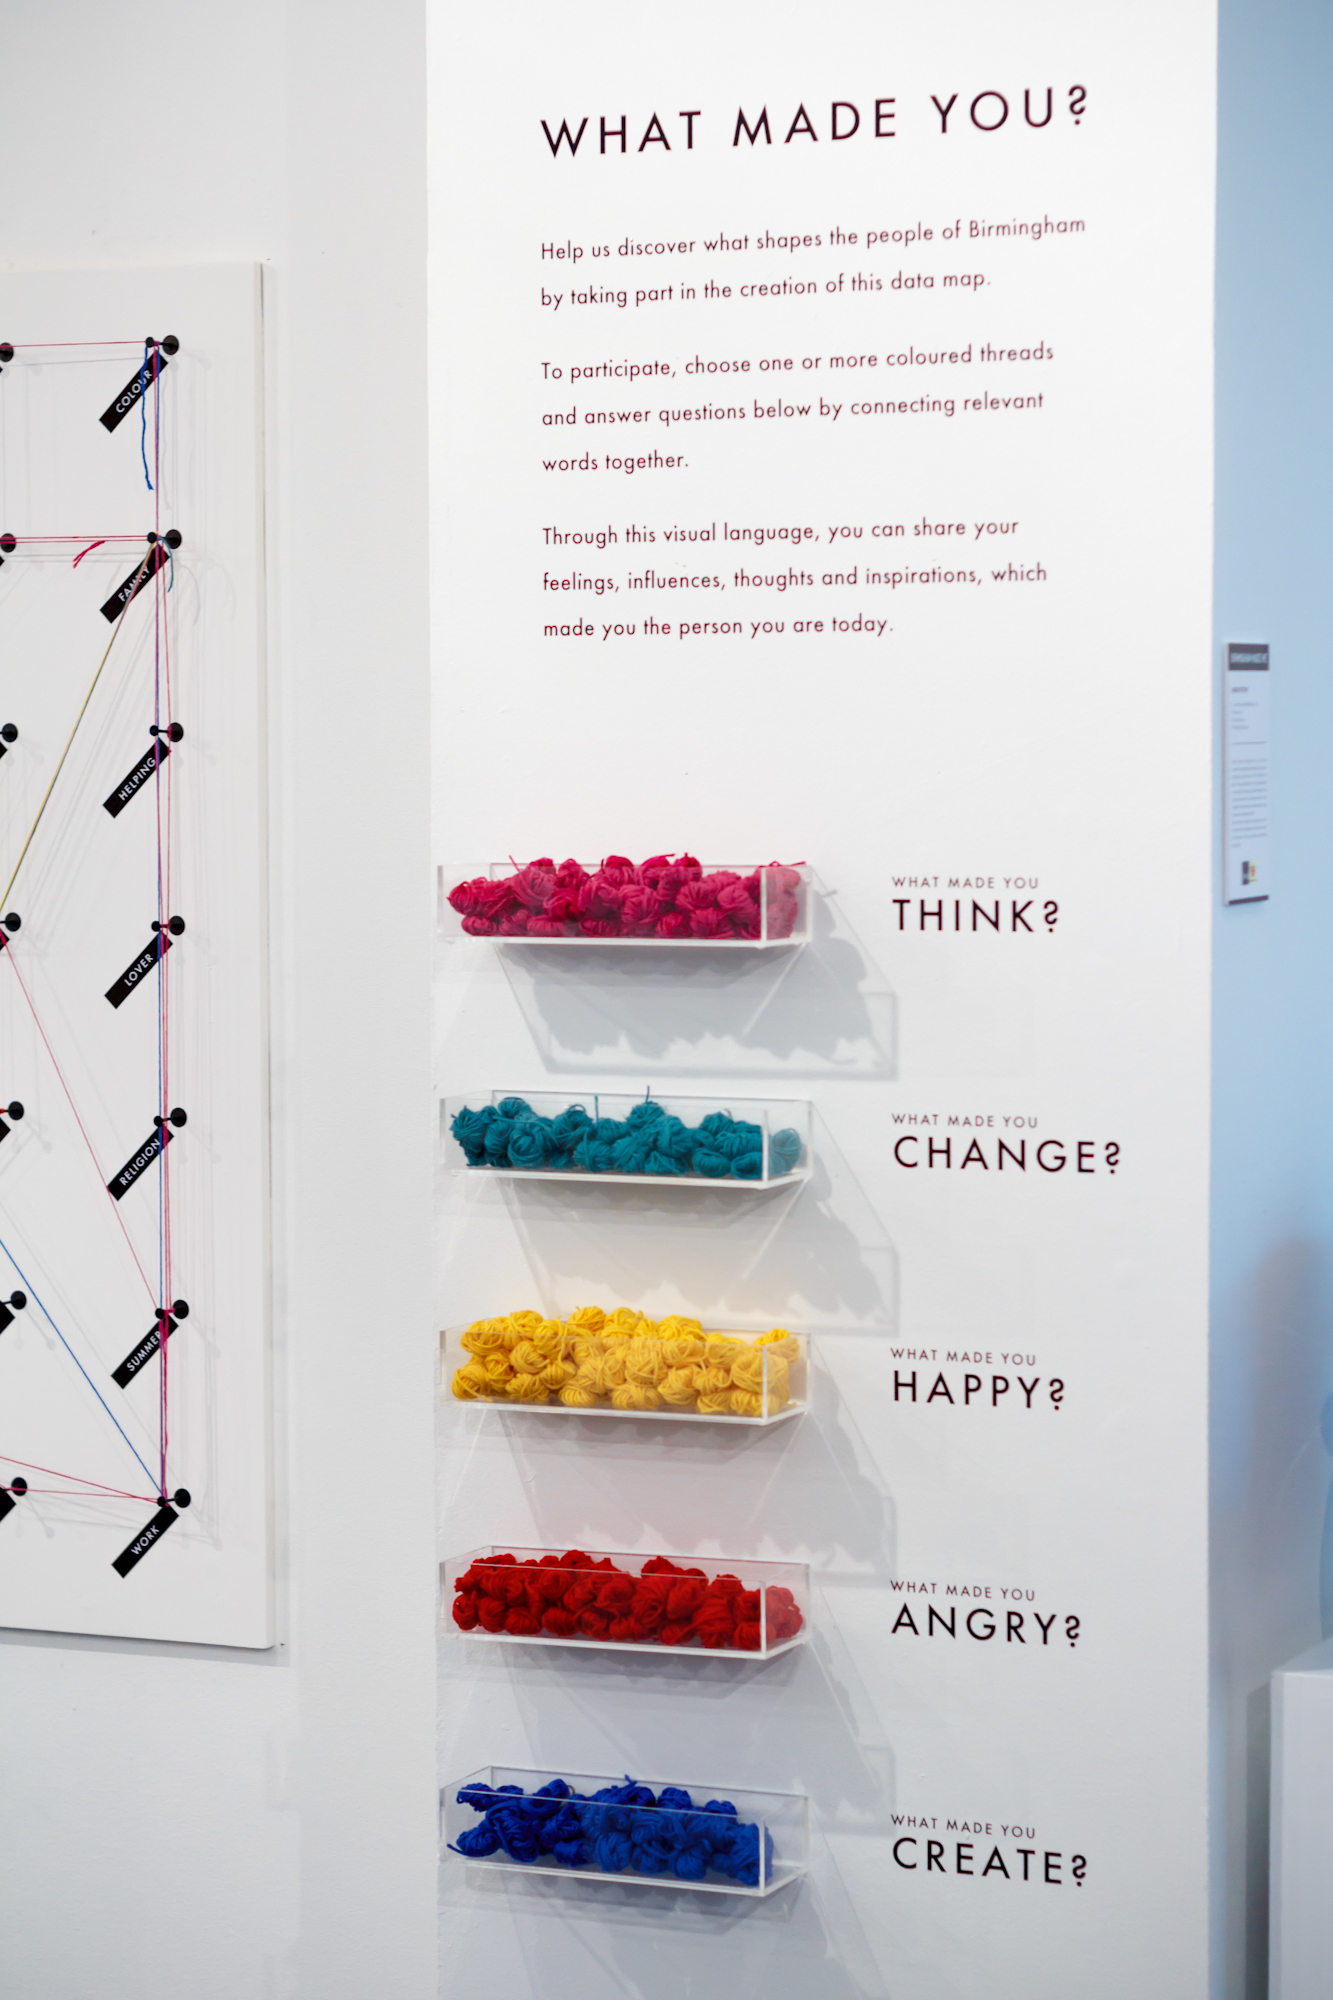 WHAT MADE YOU?
Help us discover what shapes the people of Birmingham
by taking part in the creation of this data map.
To participate, choose one or more coloured threads
and answer questions below by connecting relevant
words together.
Through this visual language, you can share your
feelings, influences, thoughts and inspirations, which
made you the person you are today.
WHAT MADE YOU
THINK?
WHAT MADE YOU
CHANGE?
WHAT MADE YOU
HAPPY?
WHAT MADE YOU
ANGRY?
WHAT MADE YOU
CREATE?
COLOUR
FAMILY
HELPING
LOVER
RELIGION
SUMMER
WORK